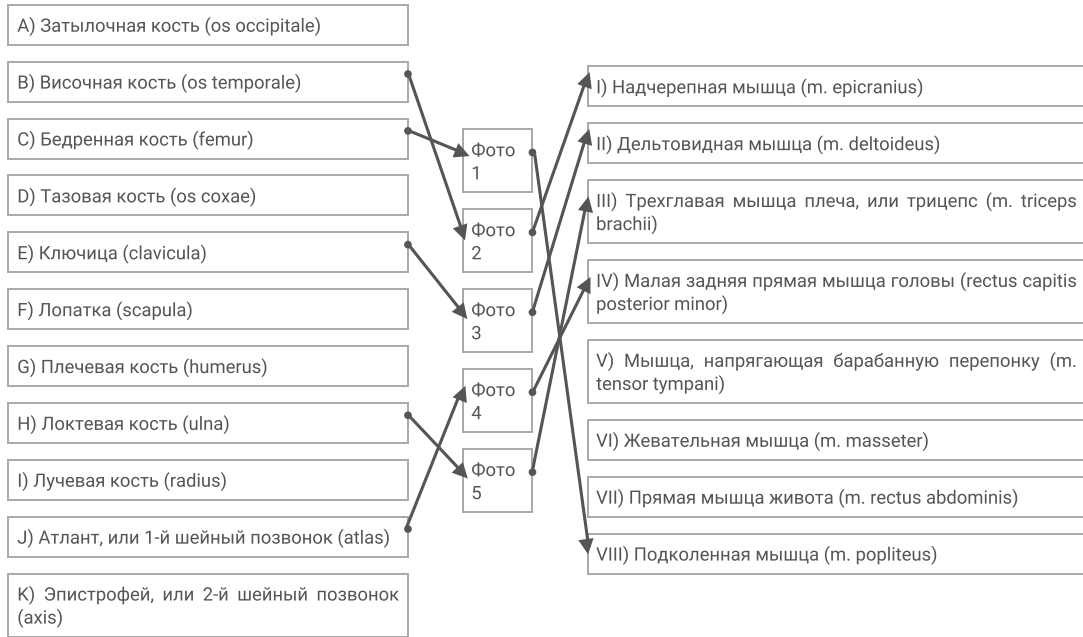 A) Затылочная кость (os occipitale)
B) Височная кость (os temporale)
C) Бедренная кость (femur)
D) Тазовая кость (os coxae)
E) Ключица (clavicula)
F) Лопатка (scapula)
G) Плечевая кость (humerus)
H) Локтевая кость (ulna)
I) Лучевая кость (radius)
J) Атлант, или 1-й шейный позвонок (atlas)
K) Эпистрофей, или 2-й шейный позвонок
(axis)
Фото
1
Фото
2
Фото
3
Фото
4
Фото
5
I) Надчерепная мышца (m. epicranius)
II) Дельтовидная мышца (m. deltoideus)
III) Трехглавая мышца плеча, или трицепс (m. triceps
brachii)
IV) Малая задняя прямая мышца головы (rectus capitis
posterior minor)
V) Мышца, напрягающая барабанную перепонку (m.
tensor tympani)
VI) Жевательная мышца (m. masseter)
VII) Прямая мышца живота (m. rectus abdominis)
VIII) Подколенная мышца (m. popliteus)